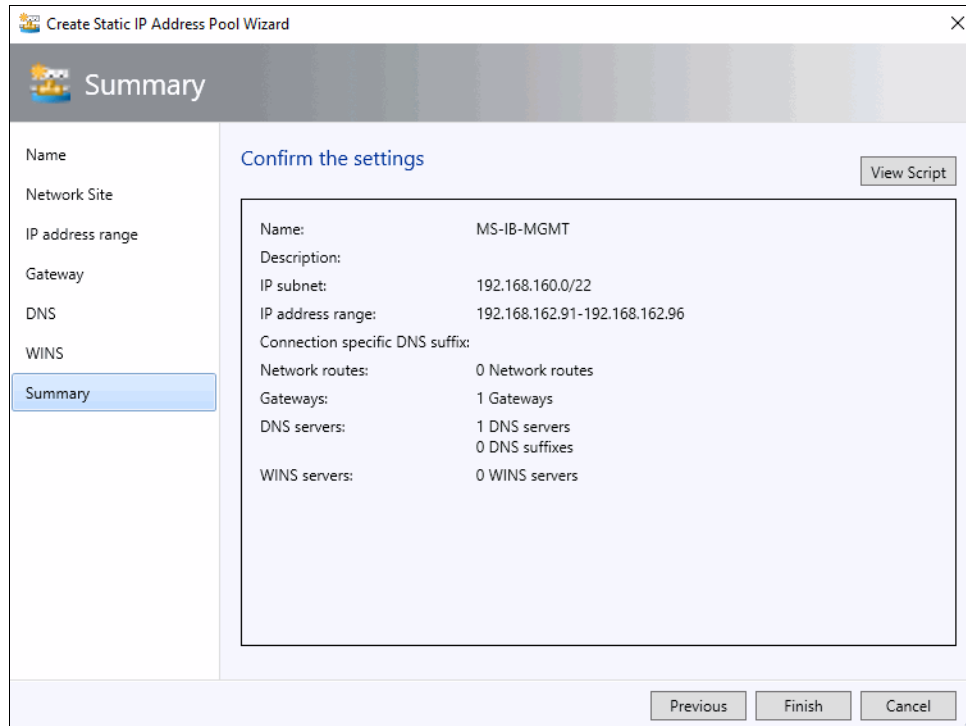 Create Static IP Address Pool Wizard
Summary
Name
Network Site
IP address range
Gateway
DNS
WINS
Summary
Confirm the settings
View Script
Name: MS-IB-MGMT
Description:
IP subnet: 192.168.160.0/22
IP address range: 192.168.162.91-192.168.162.96
Connection specific DNS suffix:
Network routes: 0 Network routes
Gateways: 1 Gateways
DNS servers: 1 DNS servers
0 DNS suffixes
WINS servers: 0 WINS servers
Previous Finish Cancel